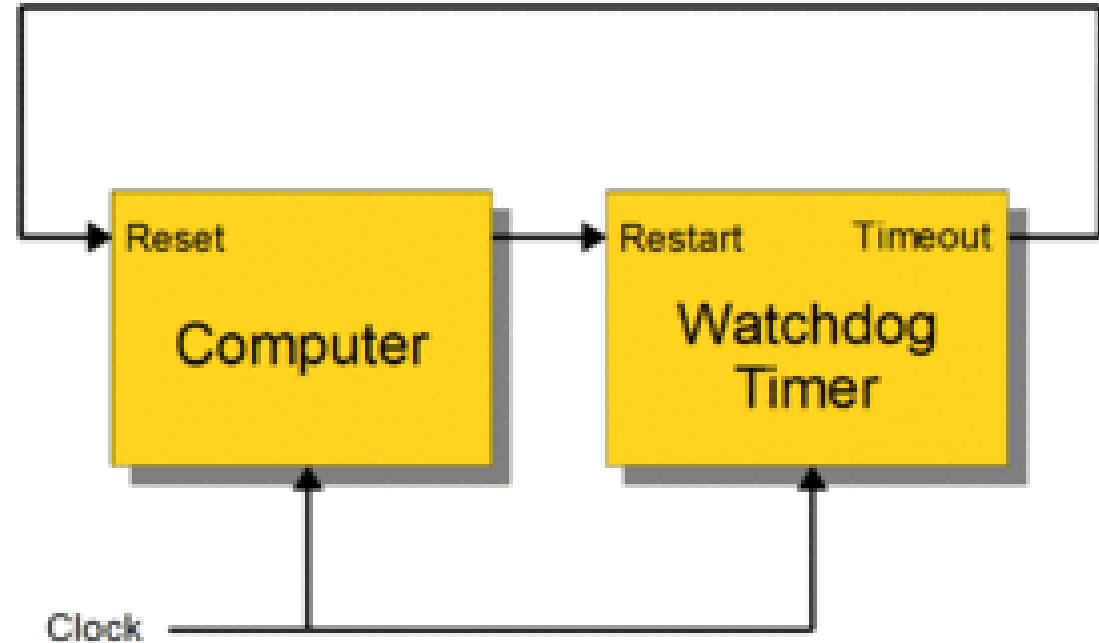 Reset
Restart
Timeout
Computer
Watchdog
Timer
Clock